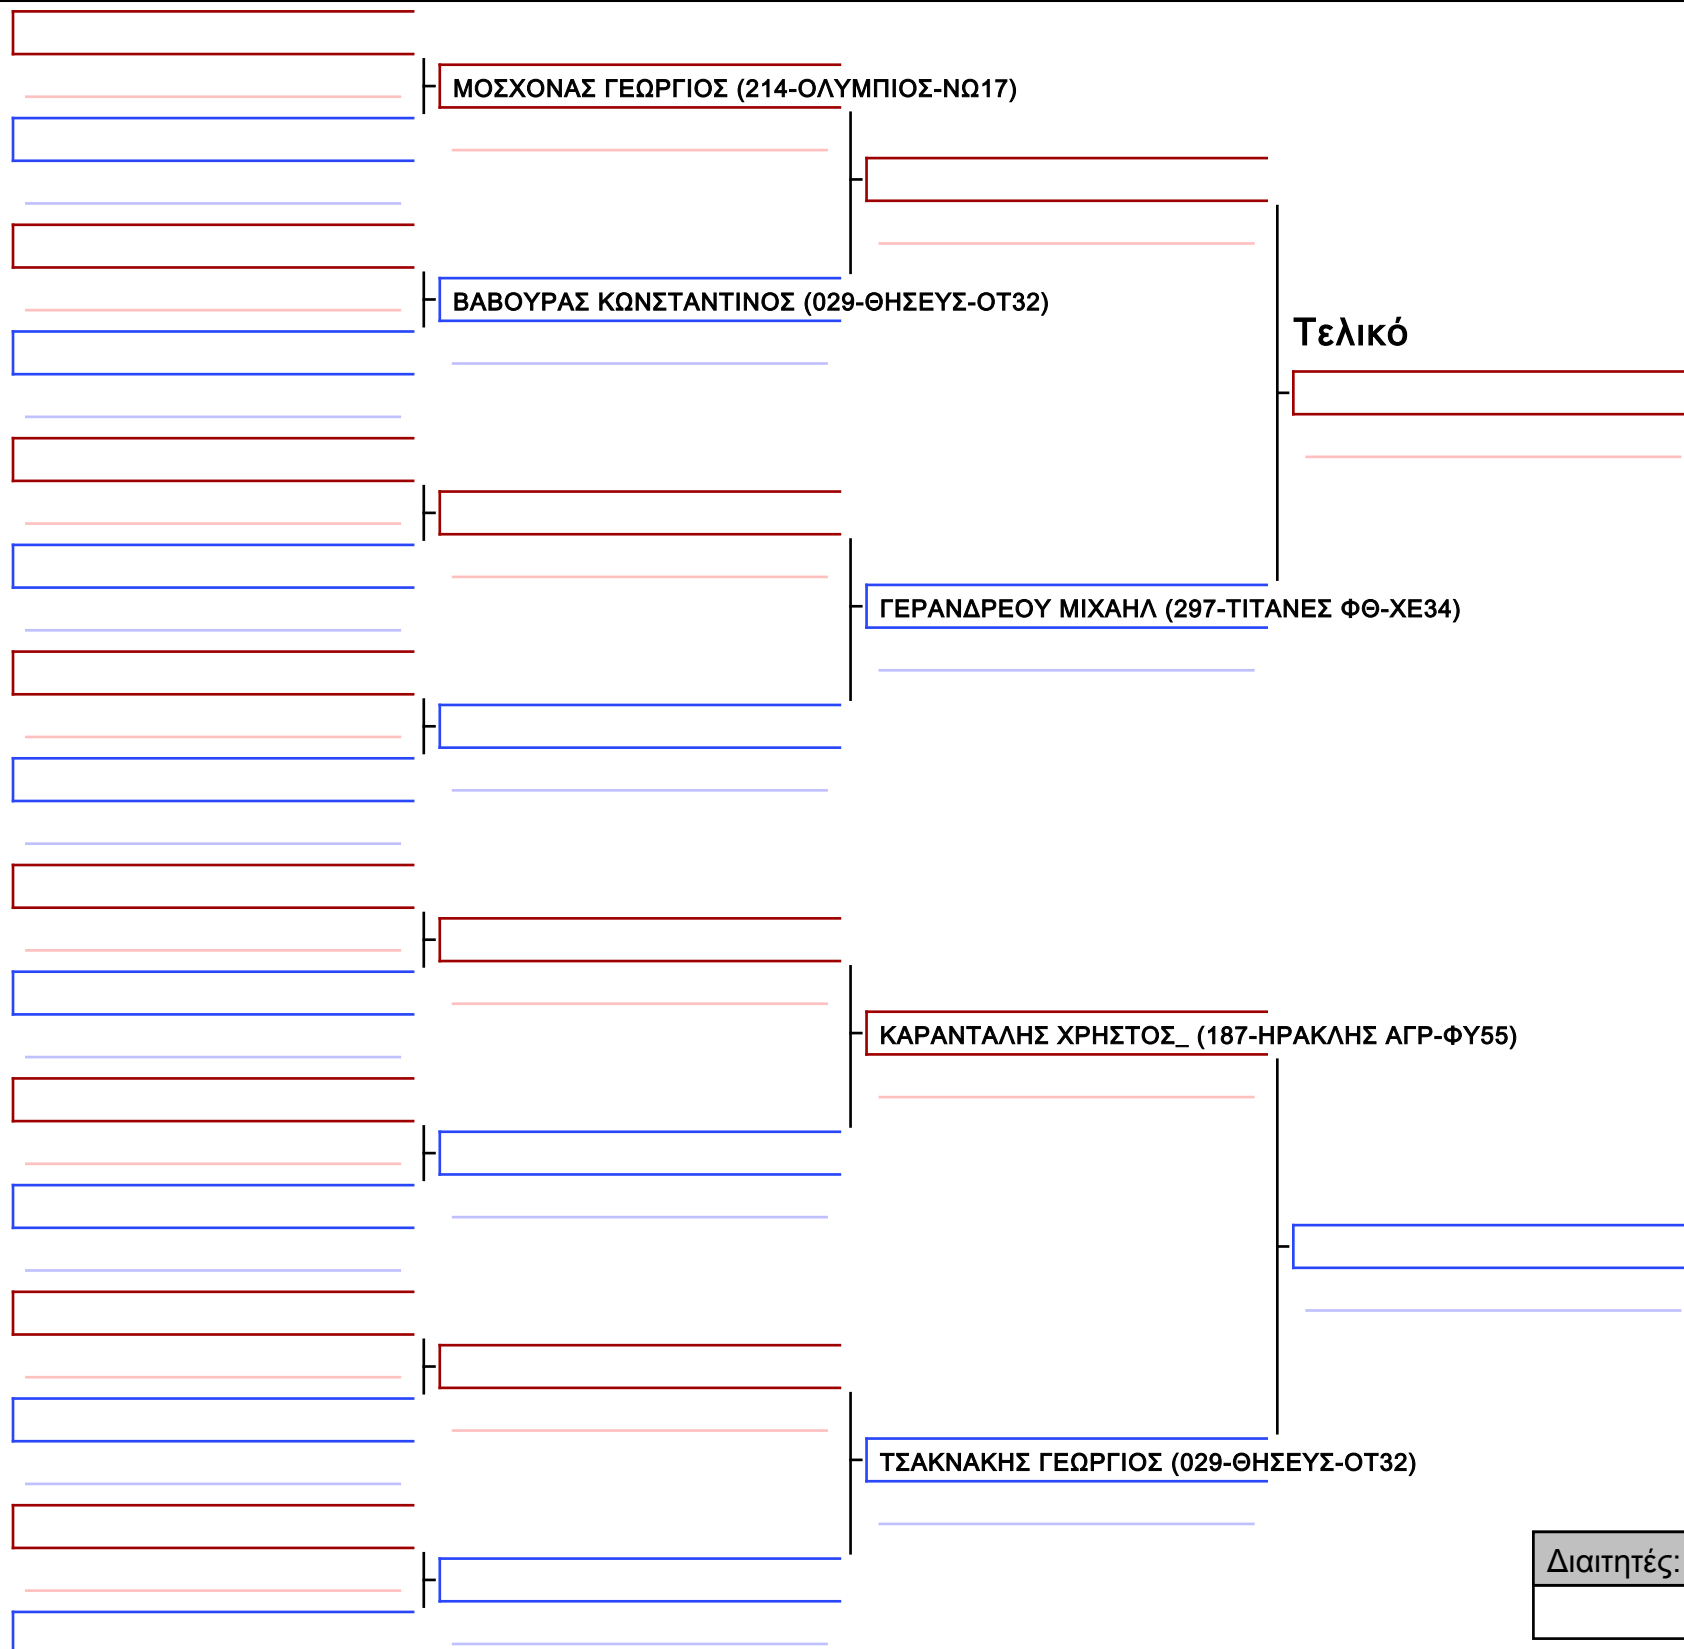 ΜΟΣΧΟΝΑΣ ΓΕΩΡΓΙΟΣ (214-ΟΛΥΜΠΙΟΣ-ΝΩ17)
ΒΑΒΟΥΡΑΣ ΚΩΝΣΤΑΝΤΙΝΟΣ (029-ΘΗΣΕΥΣ-ΟΤ32)
Τελικό
ΓΕΡΑΝΔΡΕΟΥ ΜΙΧΑΗΛ (297-ΤΙΤΑΝΕΣ ΦΘ-ΧΕ34)
ΚΑΡΑΝΤΑΛΗΣ ΧΡΗΣΤΟΣ_ (187-ΗΡΑΚΛΗΣ ΑΓΡ-ΦΥ55)
ΤΣΑΚΝΑΚΗΣ ΓΕΩΡΓΙΟΣ (029-ΘΗΣΕΥΣ-ΟΤ32)
Διαιτητές: